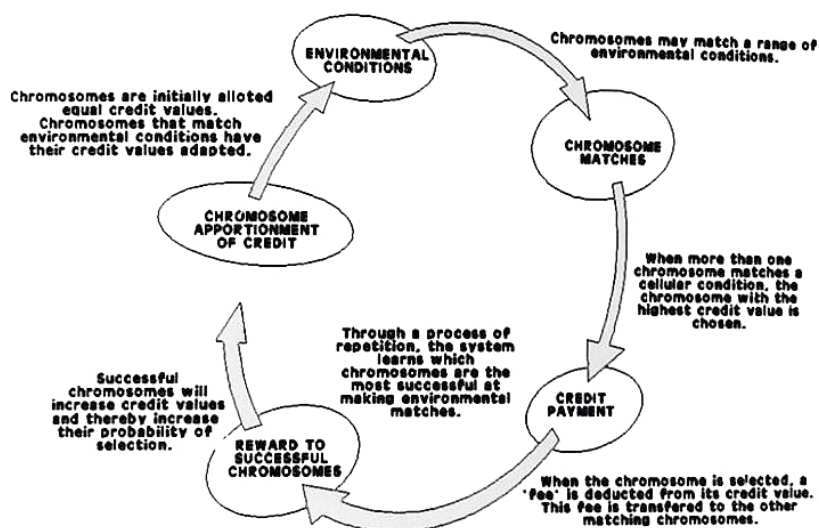 ENVIRONMENTAL
CONDITIONS
Chromosomes may match a range of
environmental conditions.
Chromosomes are initially alloted
equal credit values.
Chromosomes that match
environmental conditions have
their credit values adapted.
CHROMOSOME
MATCHES
CHROMOSOME
APPORTIONMENT
OF CREDIT
When more than one
chromosome matches a
cellular condition, the
chromosome with the
highest credit value is
chosen.
Through a process of
repetition, the system
learns which
chromosomes are the
most successful at
making environmental
matches.
Successful
chromosomes will
increase credit values
and thereby increase
their probability of
selection.
CREDIT
PAYMENT
REWARD TO
SUCCESSFUL
CHROMOSOMES
When the chromosome is selected, a
'fee' is deducted from its credit value.
This fee is transfered to the other
matching chromosomes.